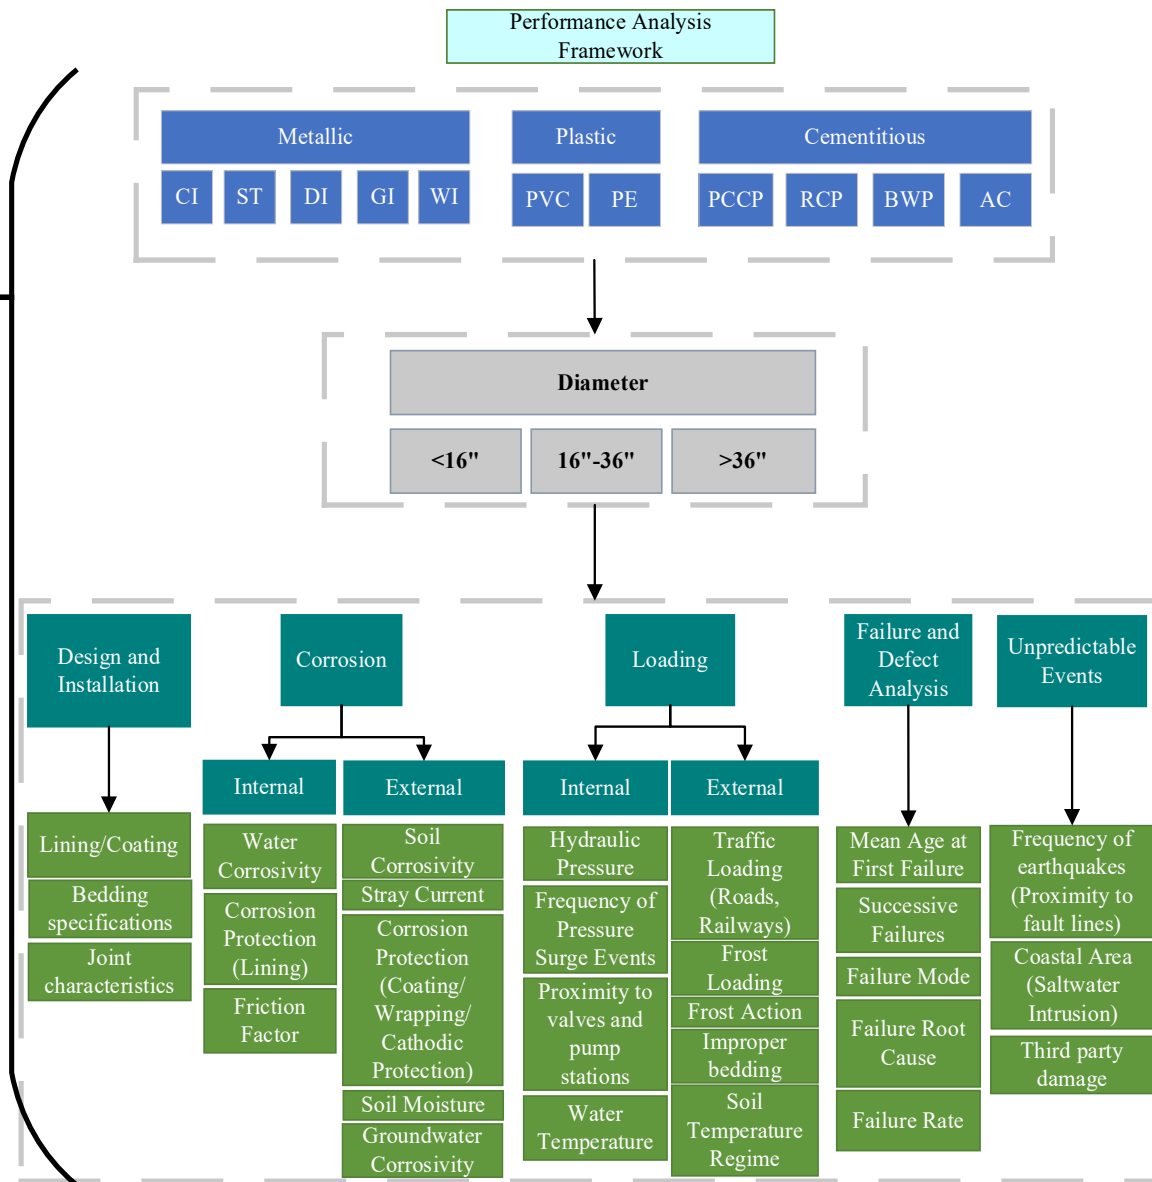 Performance Analysis
Framework
Metallic
Plastic
Cementitious
CI
ST
DI
GI
WI
PVC
PE
PCCP
RCP
BWP
AC
Diameter
<16"
16"-36"
>36"
Design and
Installation
Corrosion
Loading
Failure and
Defect
Analysis
Unpredictable
Events
Internal
External
Internal
External
Lining/Coating
Bedding
specifications
Joint
characteristics
Water
Corrosivity
Corrosion
Protection
(Lining)
Friction
Factor
Soil
Corrosivity
Stray Current
Corrosion
Protection
(Coating/
Wrapping/
Cathodic
Protection)
Soil Moisture
Groundwater
Corrosivity
Hydraulic
Pressure
Frequency of
Pressure
Surge Events
Proximity to
valves and
pump
stations
Water
Temperature
Traffic
Loading
(Roads,
Railways)
Frost
Loading
Frost Action
Improper
bedding
Soil
Temperature
Regime
Mean Age at
First Failure
Successive
Failures
Failure Mode
Failure Root
Cause
Failure Rate
Frequency of
earthquakes
(Proximity to
fault lines)
Coastal Area
(Saltwater
Intrusion)
Third party
damage